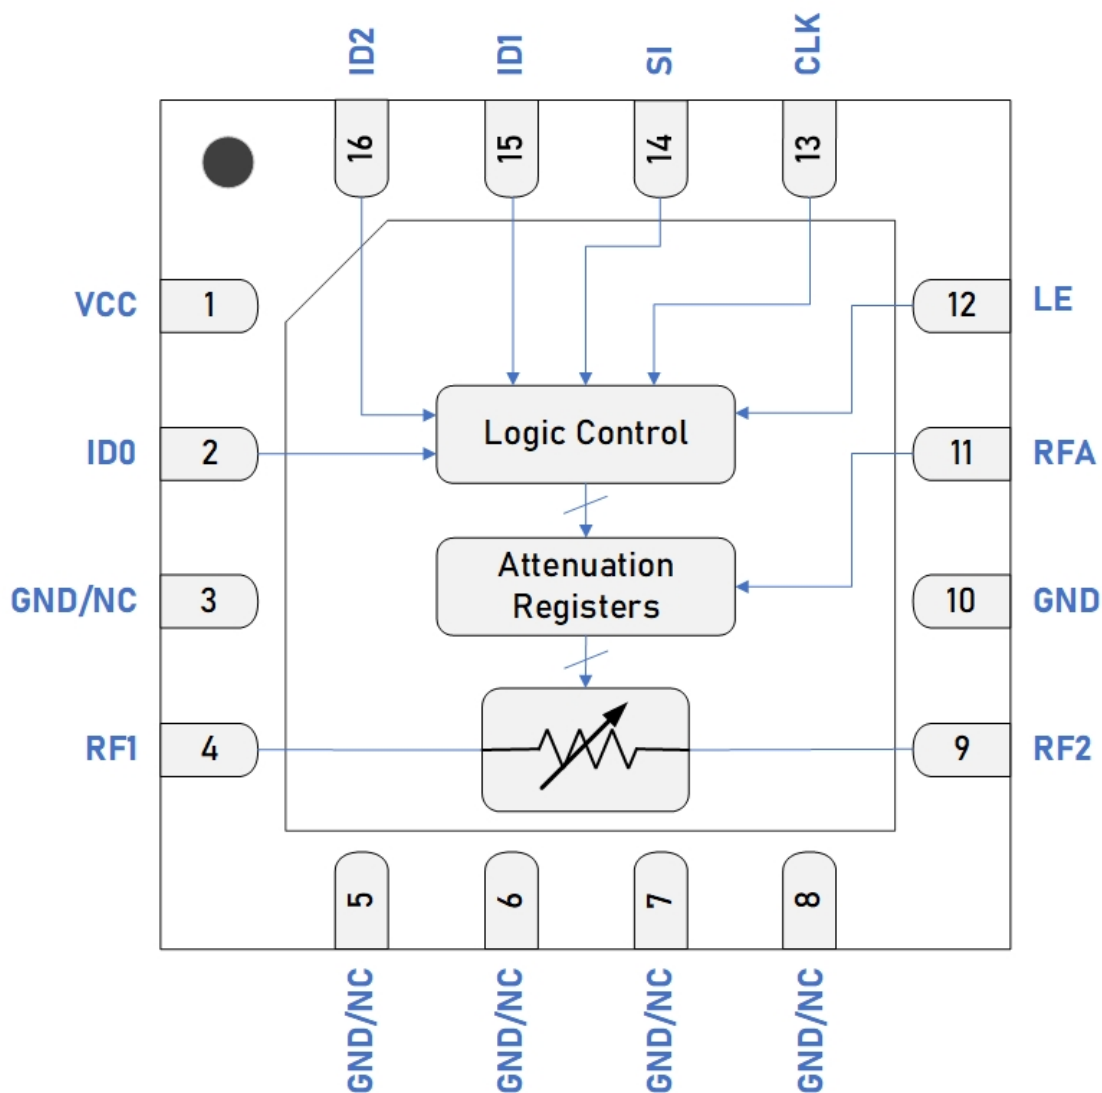 ID2
ID1
SI
CLK
16
15
14
13
VCC
1
12
LE
Logic Control
ID0
2
11
RFA
Attenuation
Registers
GND/NC
3
10
GND
RF1
4
9
RF2
5
6
7
8
GND/NC
GND/NC
GND/NC
GND/NC